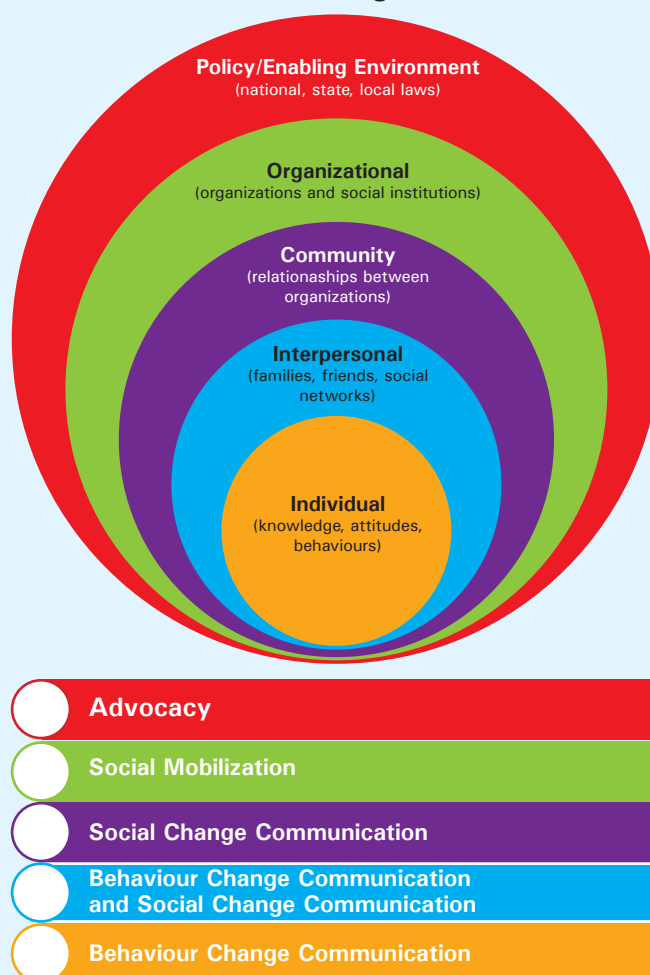 Policy/Enabling Environment
(national, state, local laws)
Organizational
(organizations and social institutions)
Community
(relationaships between
organizations)
Interpersonal
(families, friends, social
networks)
Individual
(knowledge, attitudes,
behaviours)
Advocacy
Social Mobilization
Social Change Communication
Behaviour Change Communication
and Social Change Communication
Behaviour Change Communication